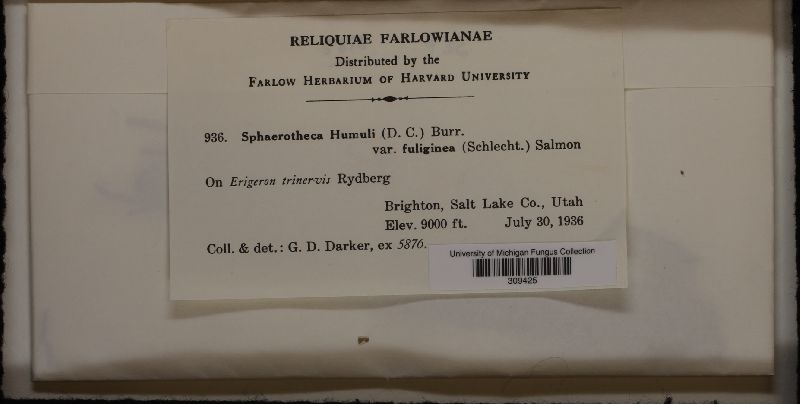 RELIQUIAE FARLOWIANAE
Distributed by the
FARLOW HERBARIUM OF HARVARD UNIVERSITY
936. Sphaerotheca Humuli (D. C.) Burr.
var. fuliginea (Schlecht.) Salmon
On Erigeron trinervis Rydberg
Brighton, Salt Lake Co., Utah
Elev. 9000 ft. July 30, 1936
Coll. & det.: G. D. Darker, ex 5876.
University of Michigan Fungus Collection
309425